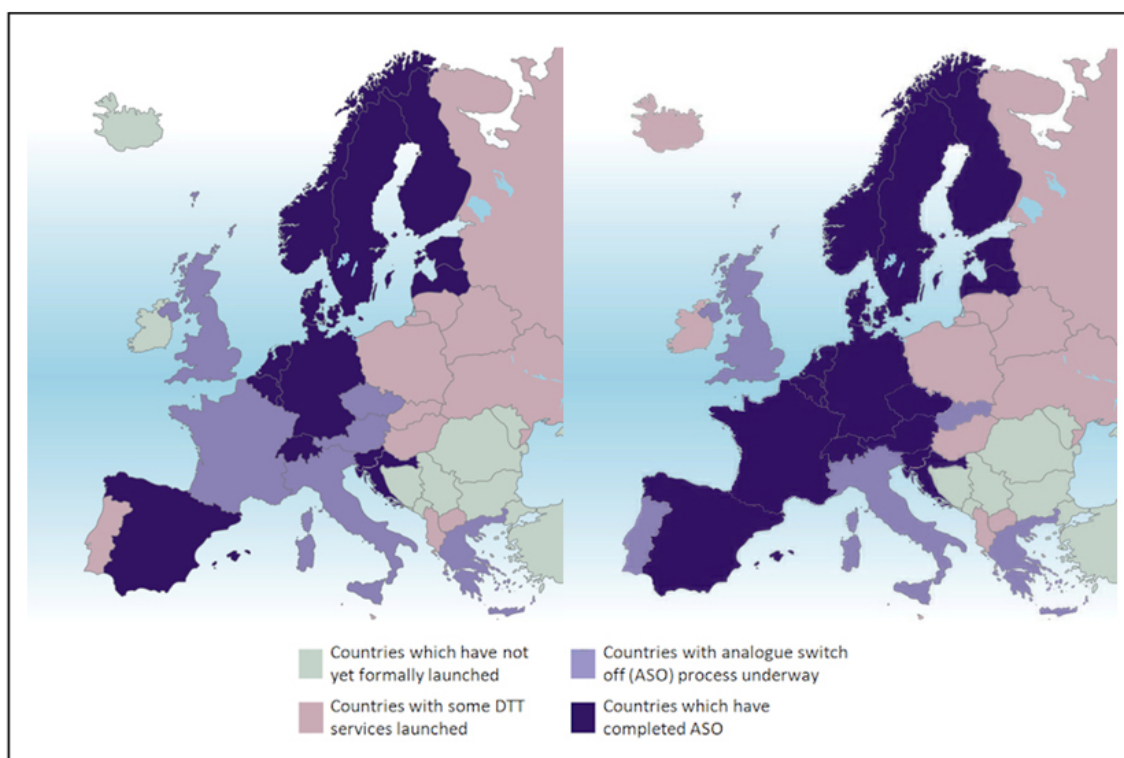 Countries which have not
yet formally launched
Countries with some DTT
services launched
Countries with analogue switch
off (ASO) process underway
Countries which have
completed ASO